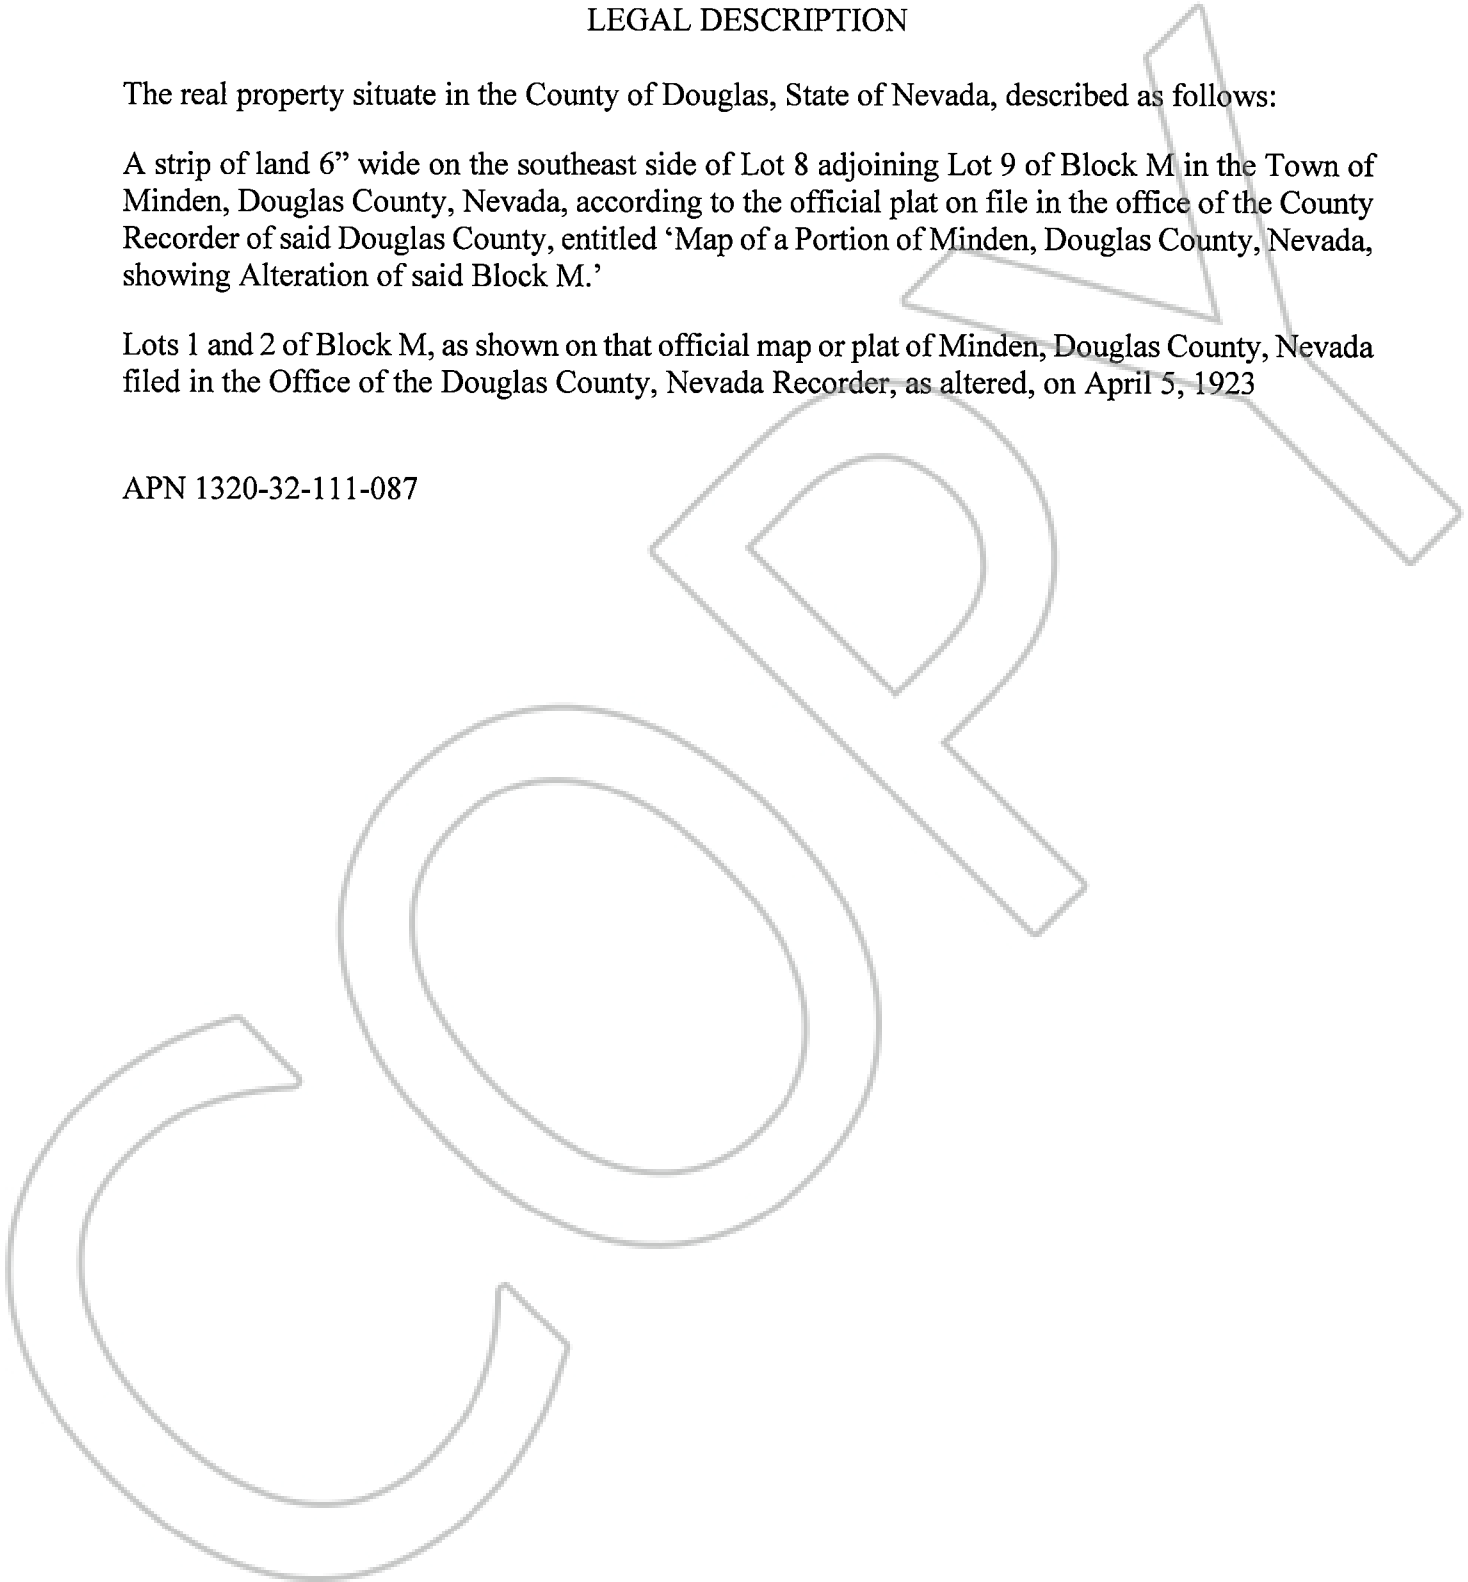 LEGAL DESCRIPTION
The real property situate in the County of Douglas, State of Nevada, described as follows:
A strip of land 6” wide on the southeast side of Lot 8 adjoining Lot 9 of Block M in the Town of
Minden, Douglas County, Nevada, according to the official plat on file in the office of the County
Recorder of said Douglas County, entitled ‘Map of a Portion of Minden, Douglas County, Nevada,
showing Alteration of said Block M.’
Lots 1 and 2 of Block M, as shown on that official map or plat of Minden, Douglas County, Nevada
filed in the Office of the Douglas County, Nevada Recorder, as altered, on April 5, 1923
APN 1320-32-111-087
COPY